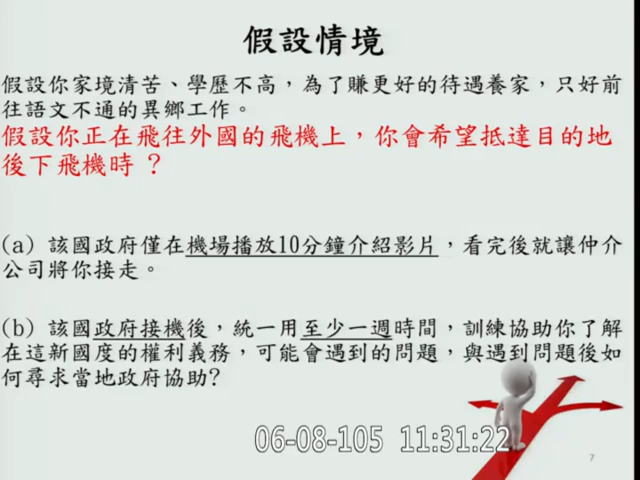 假設情境
假設你家境清苦、學歷不高，為了賺更好的待遇養家，只好前
往語文不通的異鄉工作。
假設你正在飛往外國的飛機上，你會希望抵達目的地
後下飛機時 ？
(a) 該國政府僅在機場播放10分鐘介紹影片，看完後就讓仲介
公司將你接走。
(b) 該國政府接機後，統一用至少一週時間，訓練協助你了解
在這新國度的權利義務，可能會遇到的問題，與遇到問題後如
何尋求當地政府協助?
06-08-105 11:31:22
7